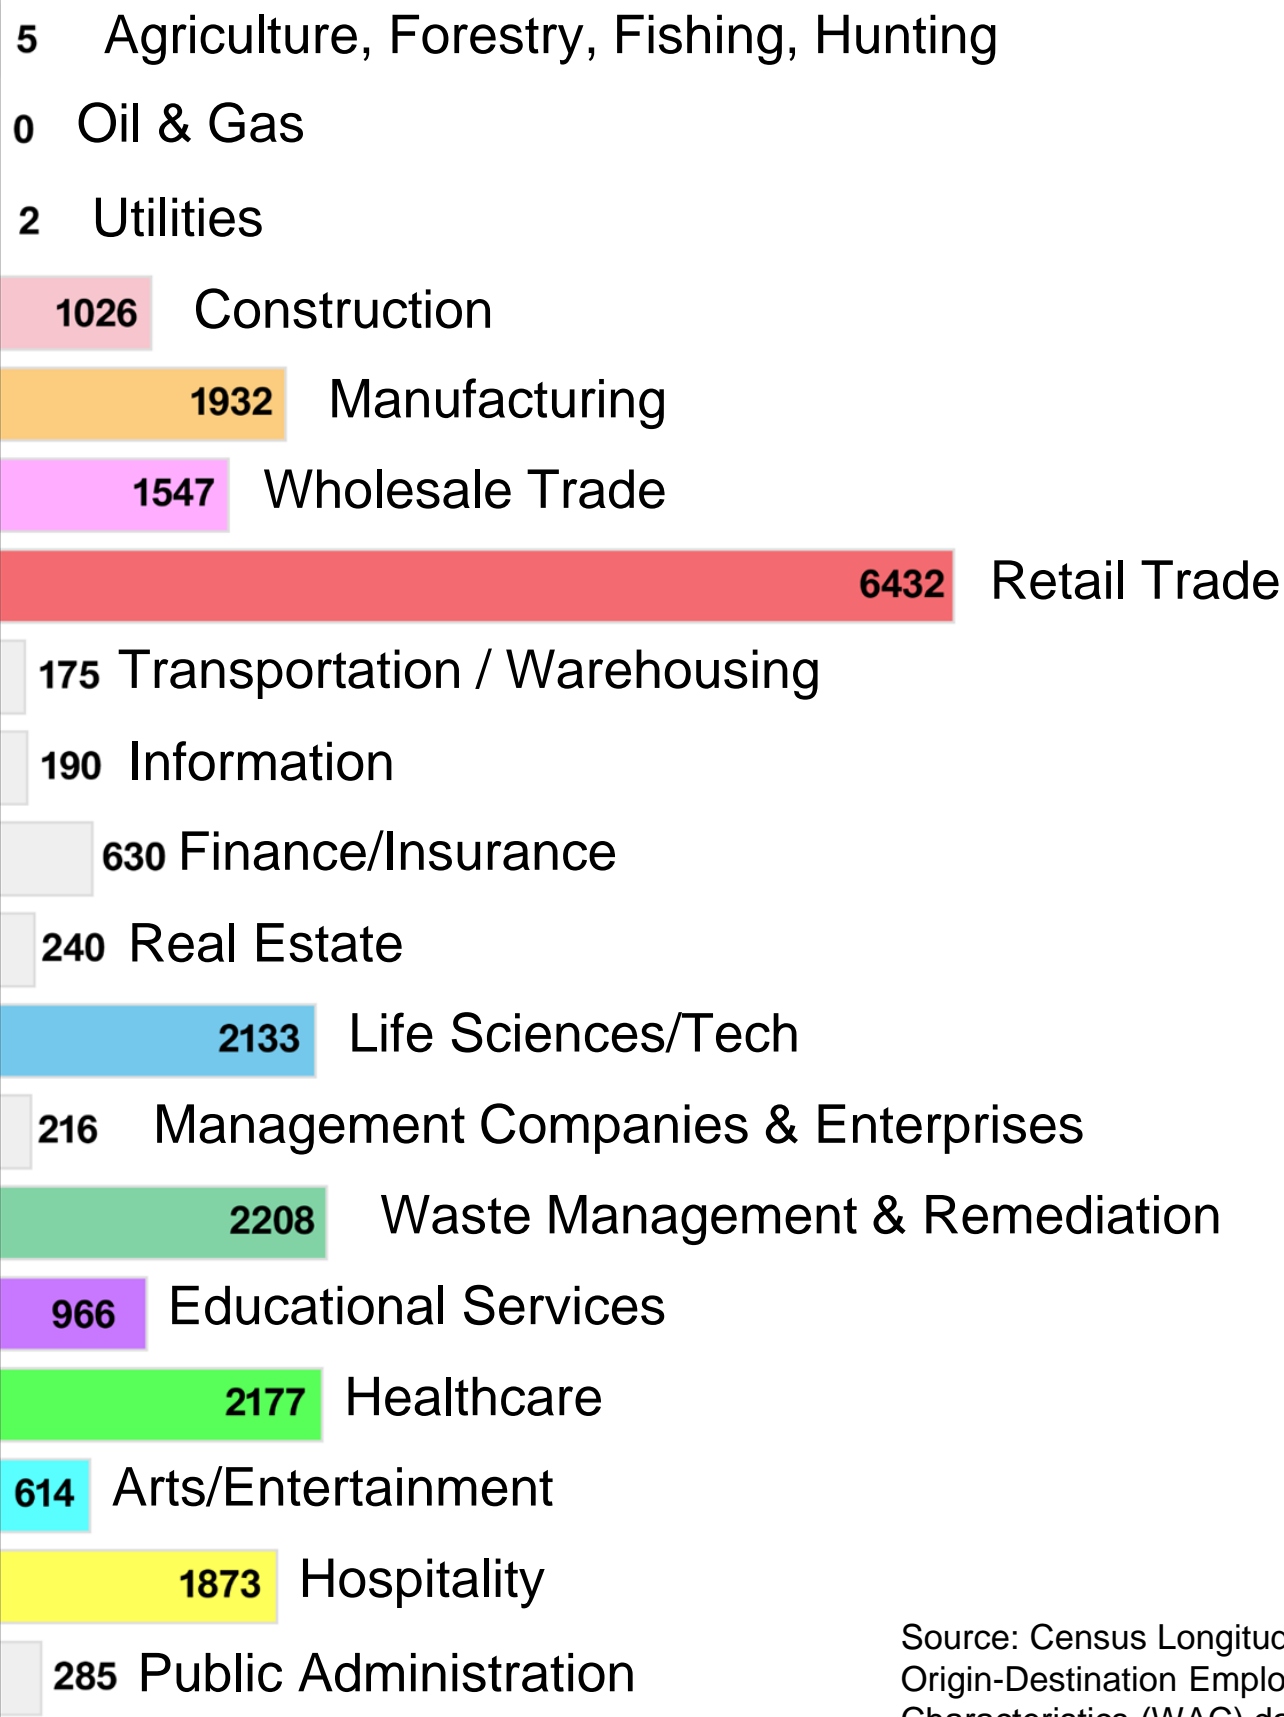 5 Agriculture, Forestry, Fishing, Hunting
0 Oil & Gas
2 Utilities
1026 Construction
1932 Manufacturing
1547 Wholesale Trade
6432 Retail Trade
175 Transportation / Warehousing
190 Information
630 Finance/Insurance
240 Real Estate
2133 Life Sciences/Tech
216 Management Companies & Enterprises
2208 Waste Management & Remediation
966 Educational Services
2177 Healthcare
614 Arts/Entertainment
1873 Hospitality
285 Public Administration
Source: Census
Origin-Destination
Characteristics (WAC)